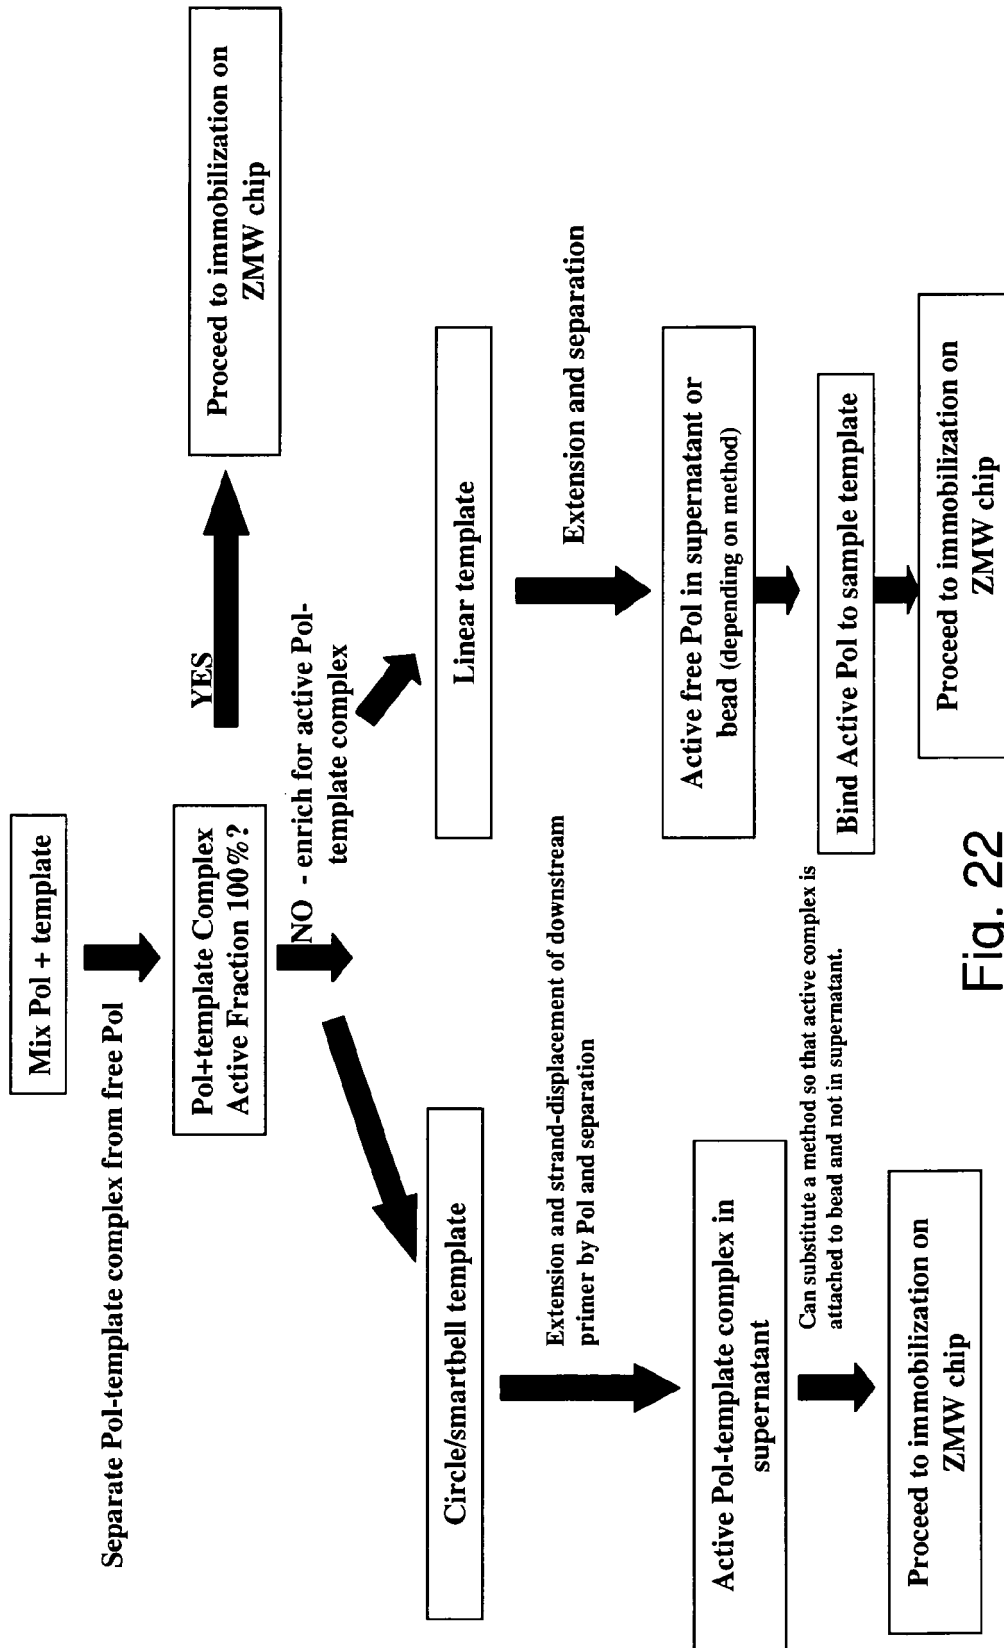 Mix Pol + template
Separate Pol-template complex from free Pol
Pol+template Complex
Active Fraction 100%?
YES
Proceed to immobilization on
ZMW chip
NO - enrich for active Pol-
template complex
Circle/smartbell template
Extension and strand-displacement of downstream
primer by Pol and separation
Active Pol-template complex in
supernatant
Can substitute a method so that active complex is
attached to bead and not in supernatant.
Proceed to immobilization on
ZMW chip
Linear template
Extension and separation
Active free Pol in supernatant or
bead (depending on method)
Bind Active Pol to sample template
Proceed to immobilization on
ZMW chip
Fig. 22